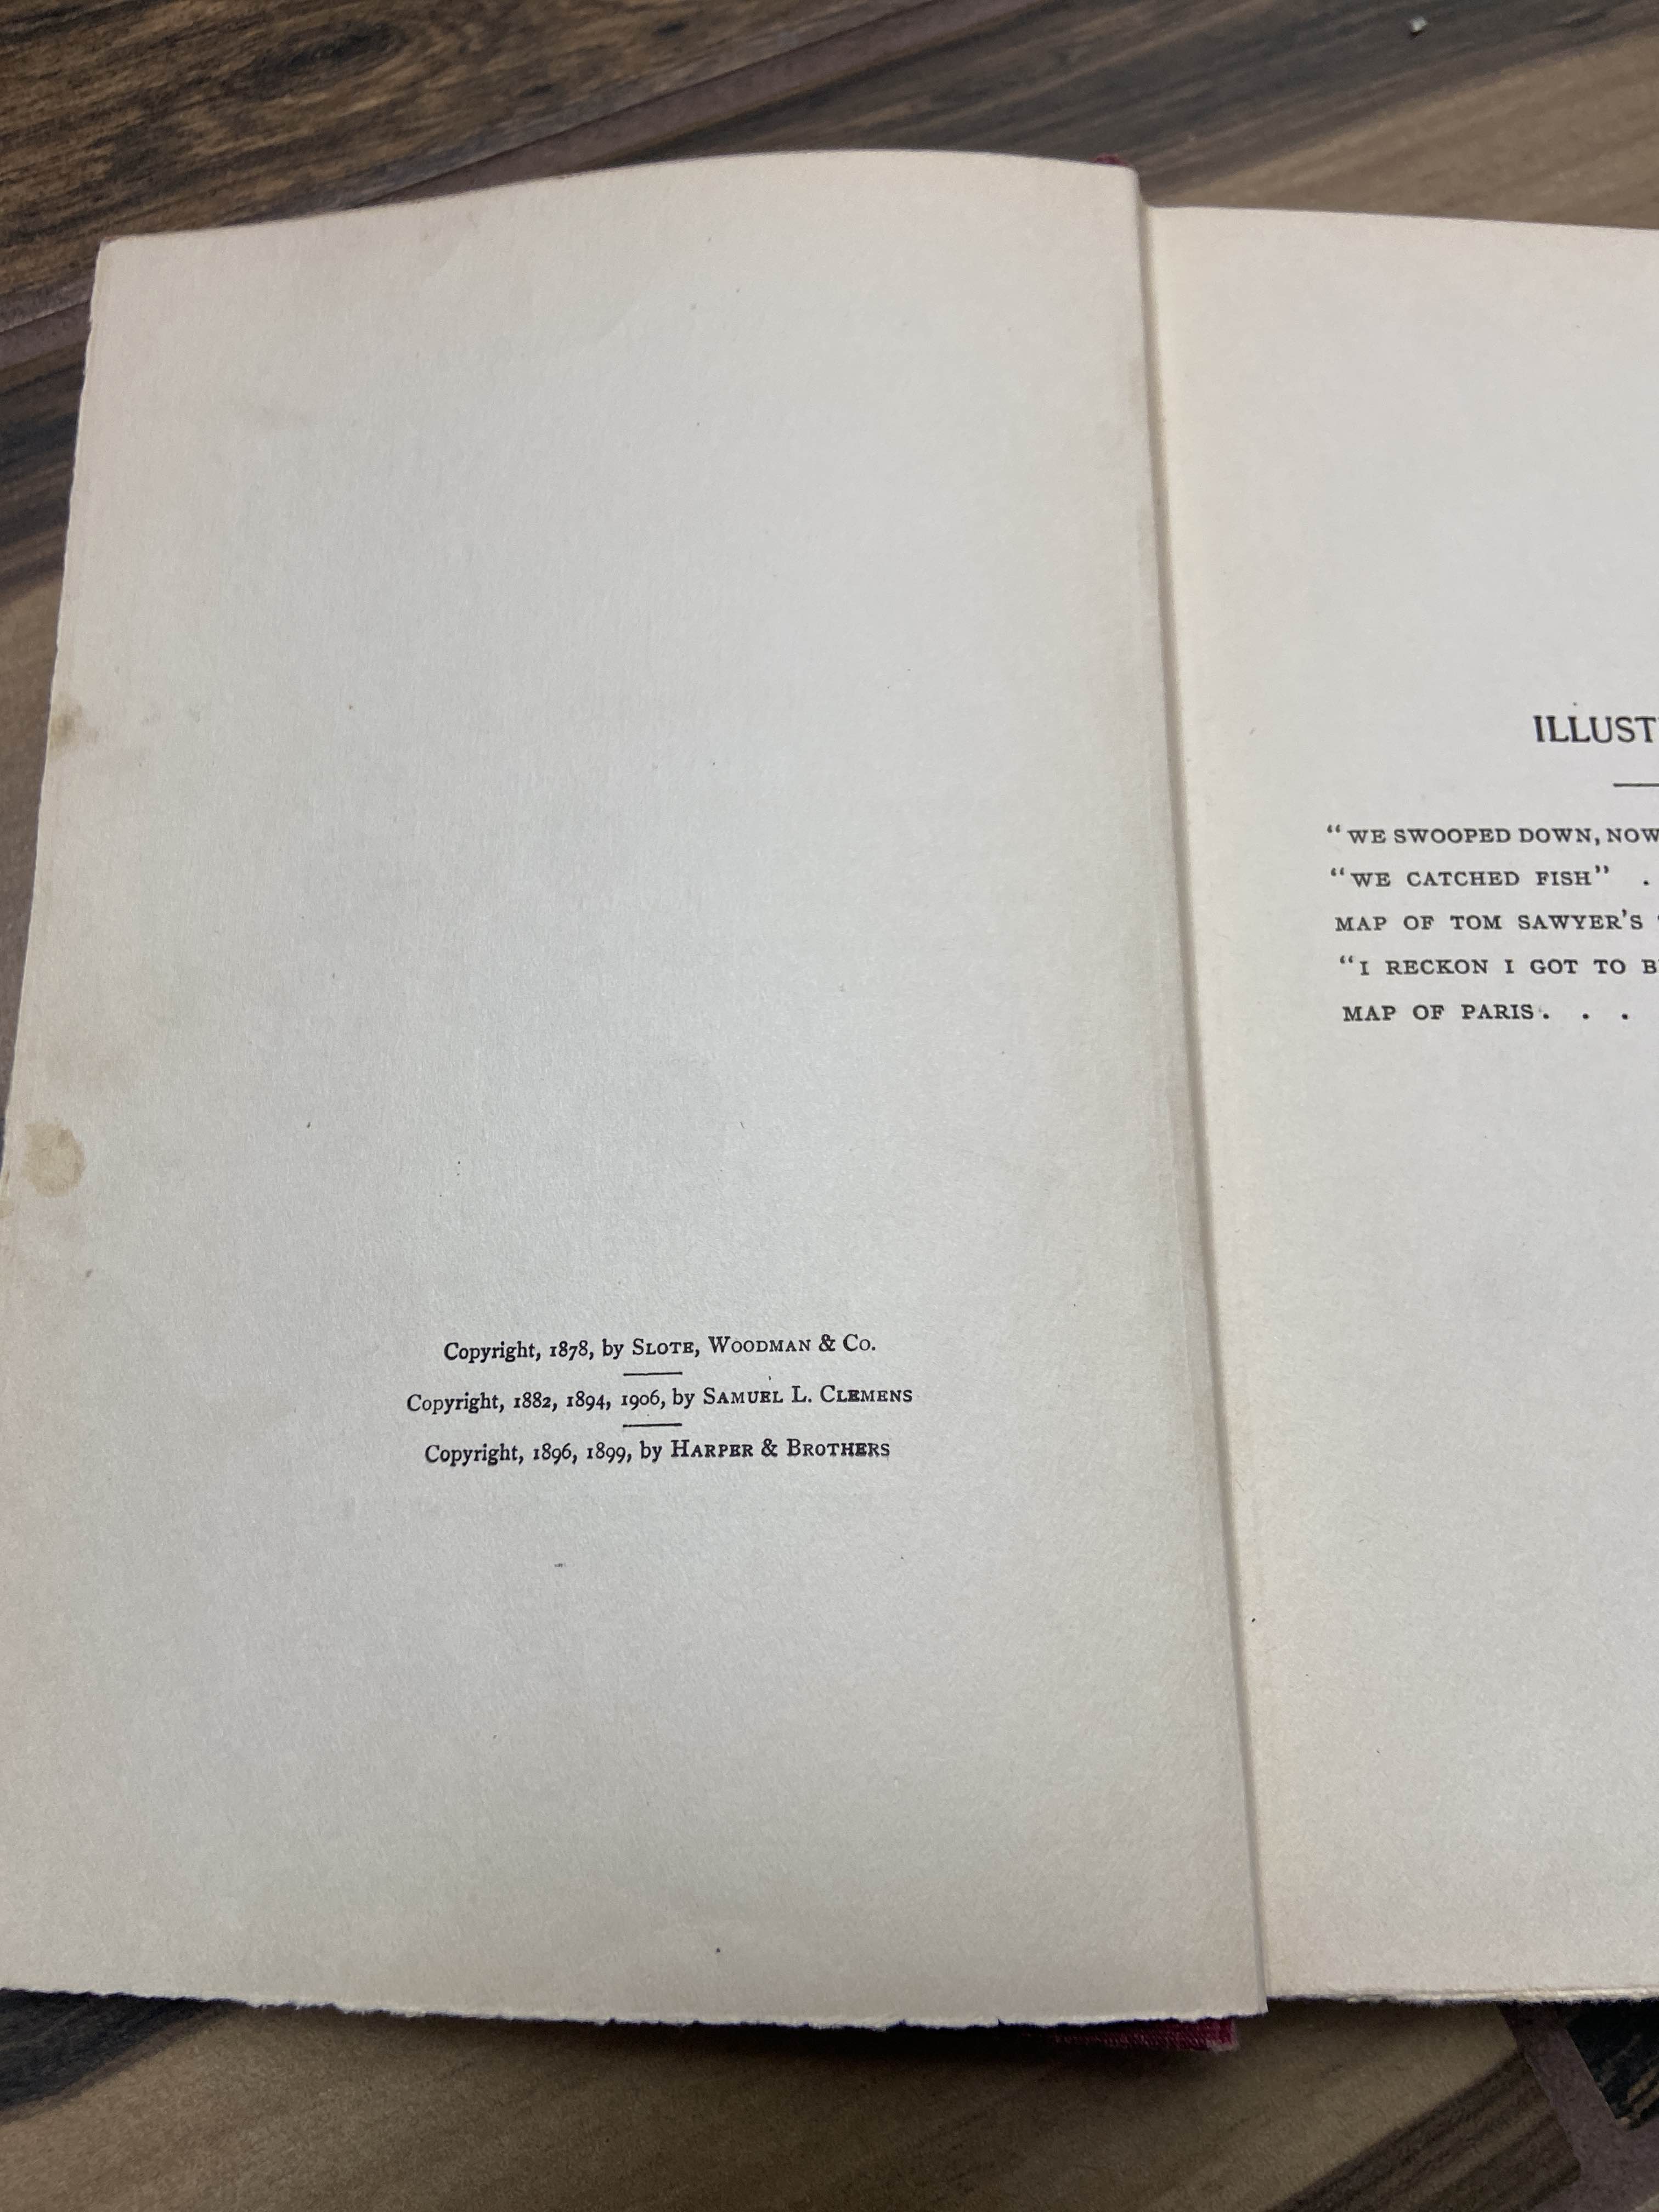 Copyright, 1878, by SLOTE, WOODMAN & CO.
Copyright, 1882, 1894, 1906, by SAMUEL L. CLEMENS
Copyright, 1896, 1899, by HARPER & BROTHERS
"WE SWOOPED DOWN, NOW
"WE CATCHED FISH" .
MAP OF TOM SAWYER'S
"I RECKON I GOT TO
MAP OF PARIS . . .